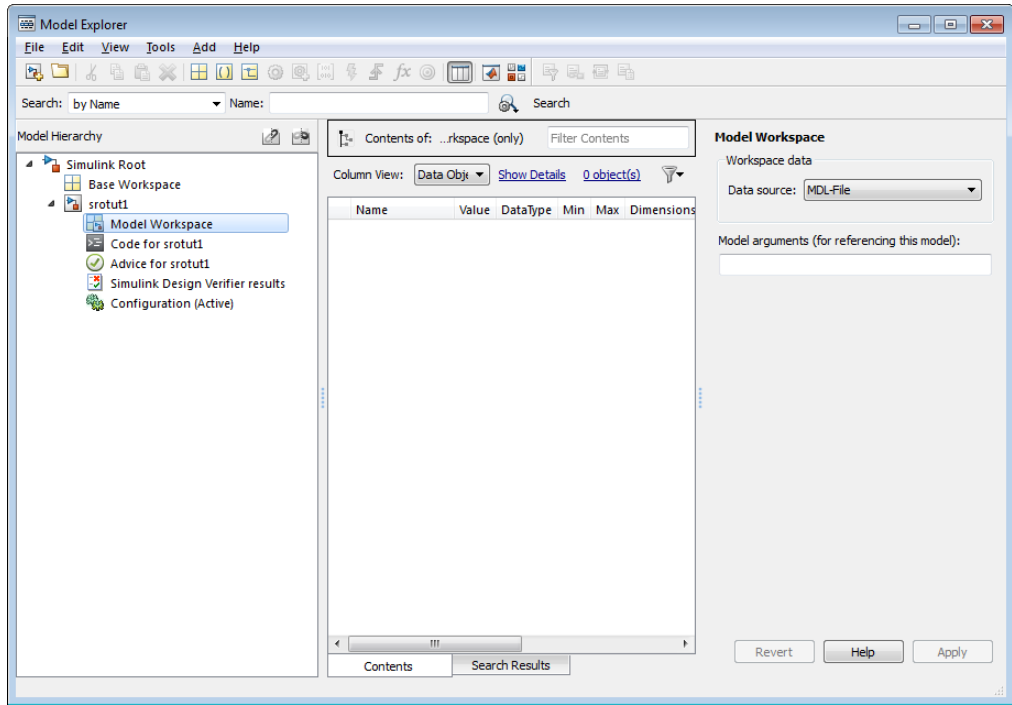 Model Explorer
File Edit View Tools Add Help
fx
Search: by Name Name: Search
Model Hierarchy
Simulink Root
Base Workspace
srotut1
Model Workspace
Code for srotut1
Advice for srotut1
Simulink Design Verifier results
Configuration (Active)
Contents of: ...rkspace (only) Filter Contents
Column View: Data Obje Show Details 0 object(s)
Name Value DataType Min Max Dimensions
Contents Search Results
Model Workspace
Workspace data
Data source: MDL-File
Model arguments (for referencing this model):
Revert Help Apply